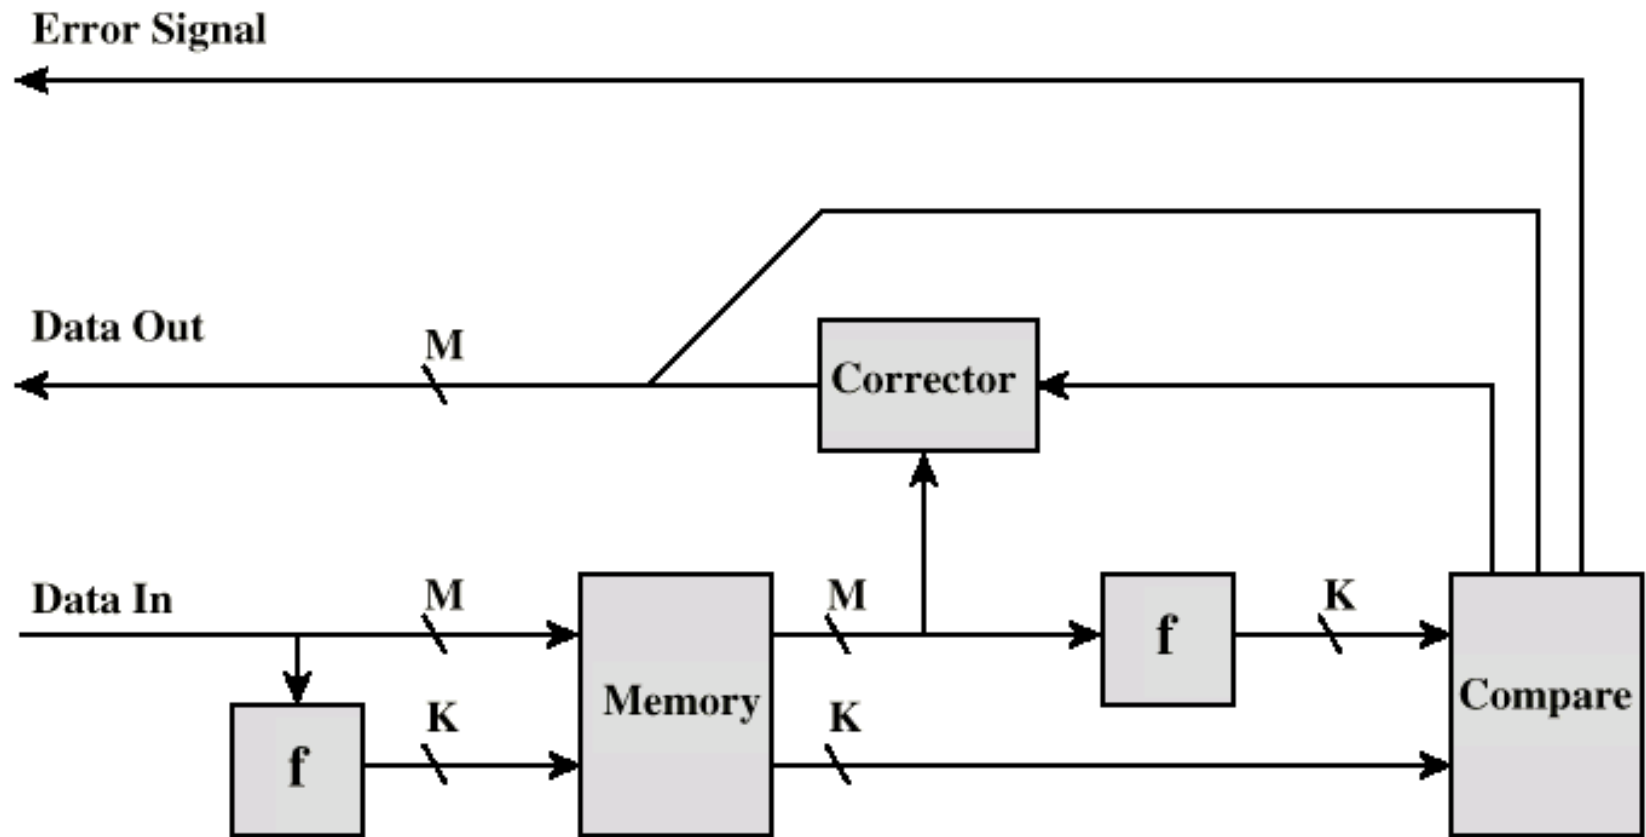 Error Signal
Data Out
M
Corrector
Data In
M
M
K
f
Memory
Compare
K
K
f